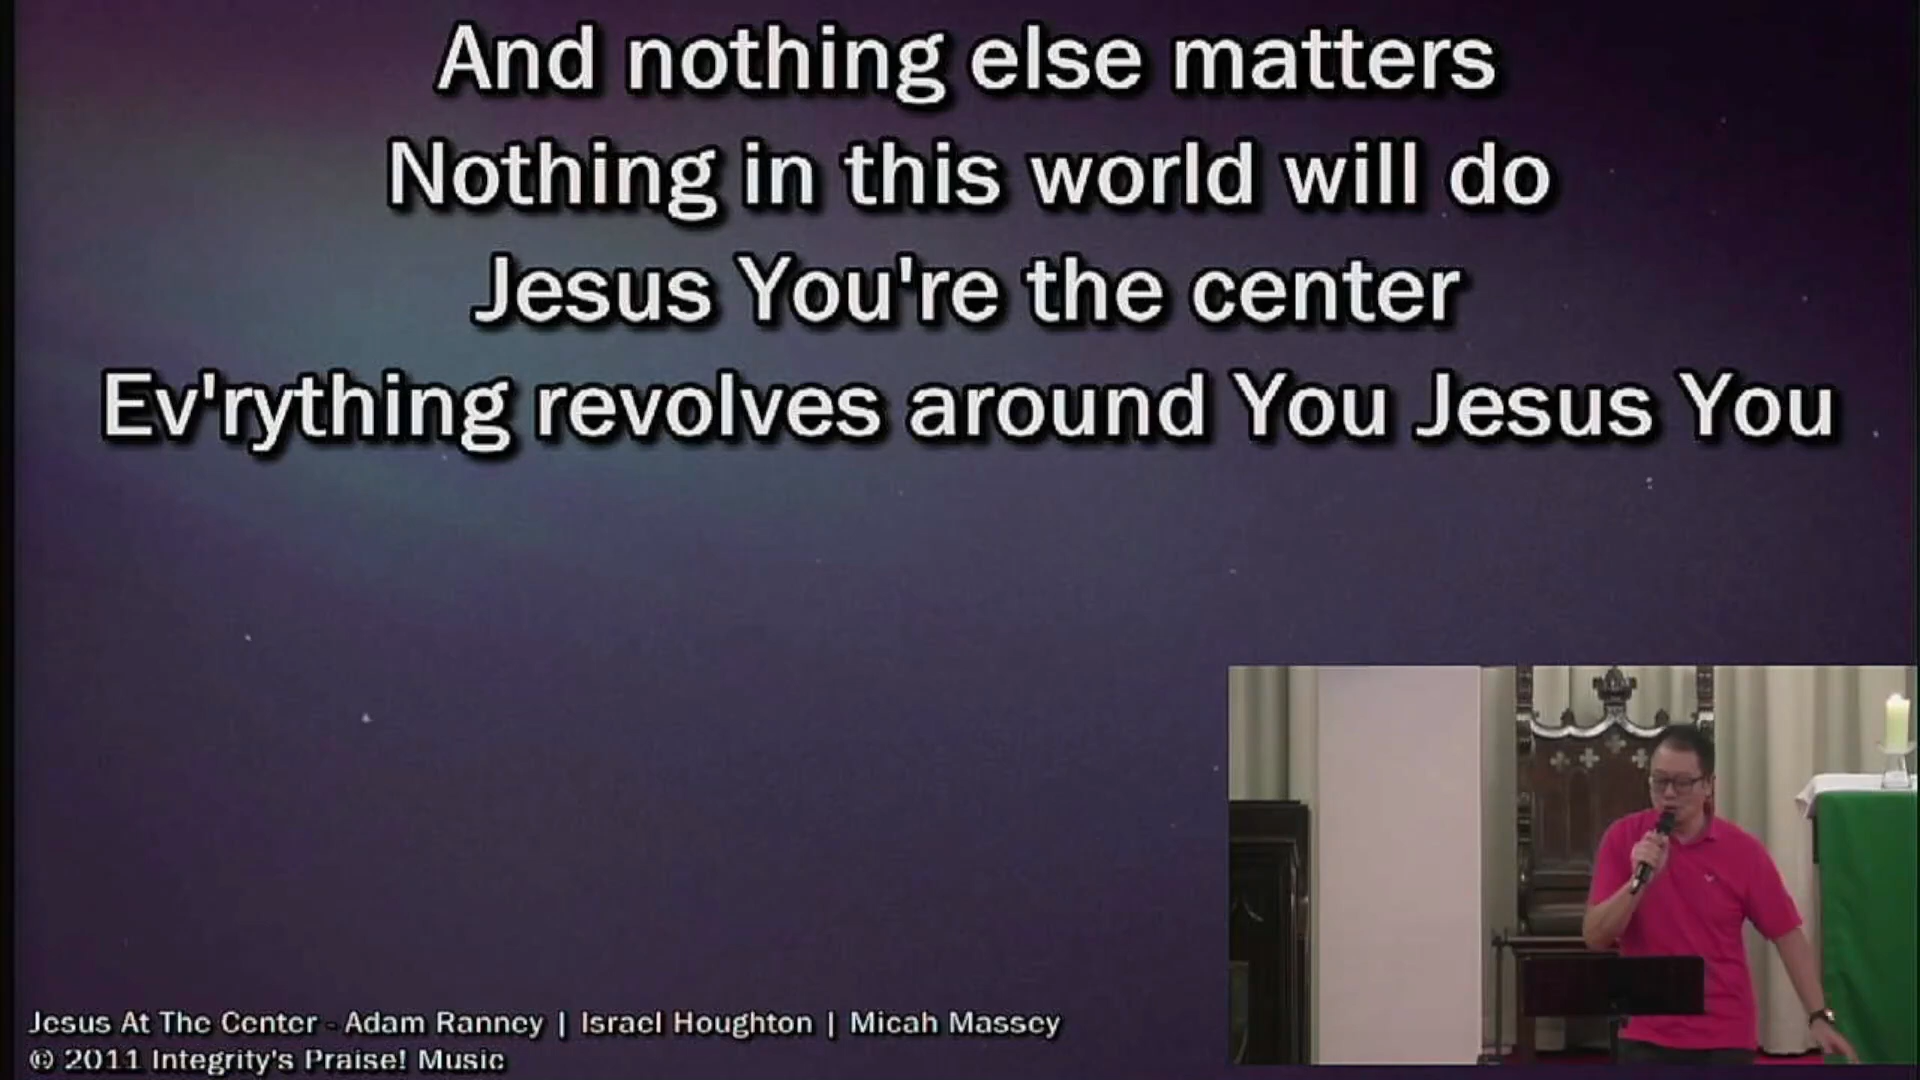 And nothing else matters
Nothing in this world will do
Jesus You're the center
Ev'rything revolves around You Jesus You
Jesus At The Center - Adam Ranney | Israel Houghton | Micah Massey
© 2011 Integrity's Praise! Music